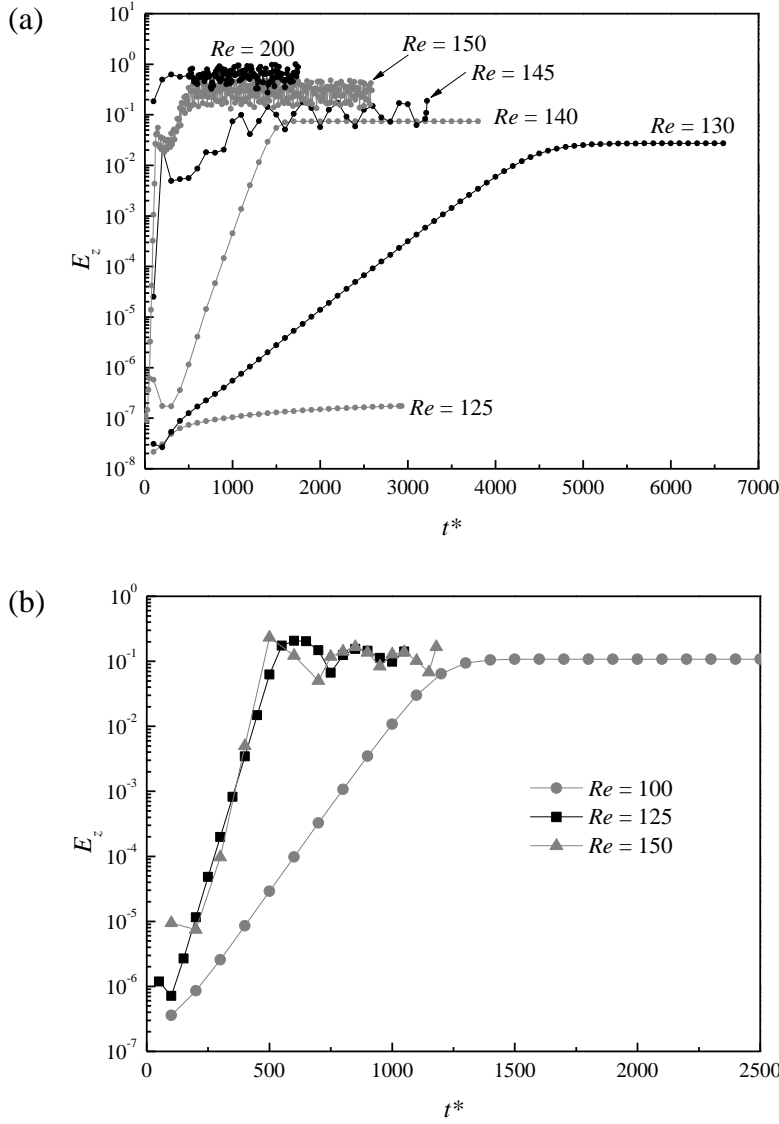 (a)
10^0
10^-1
10^-2
10^-3
10^-4
10^-5
10^-6
10^-7
10^-8
E_z
Re = 200
Re = 150
Re = 145
Re = 140
Re = 130
Re = 125
0 1000 2000 3000 4000 5000 6000 7000
t*
(b)
10^0
10^-1
10^-2
10^-3
10^-4
10^-5
10^-6
10^-7
E_z
Re = 100
Re = 125
Re = 150
0 500 1000 1500 2000 2500
t*